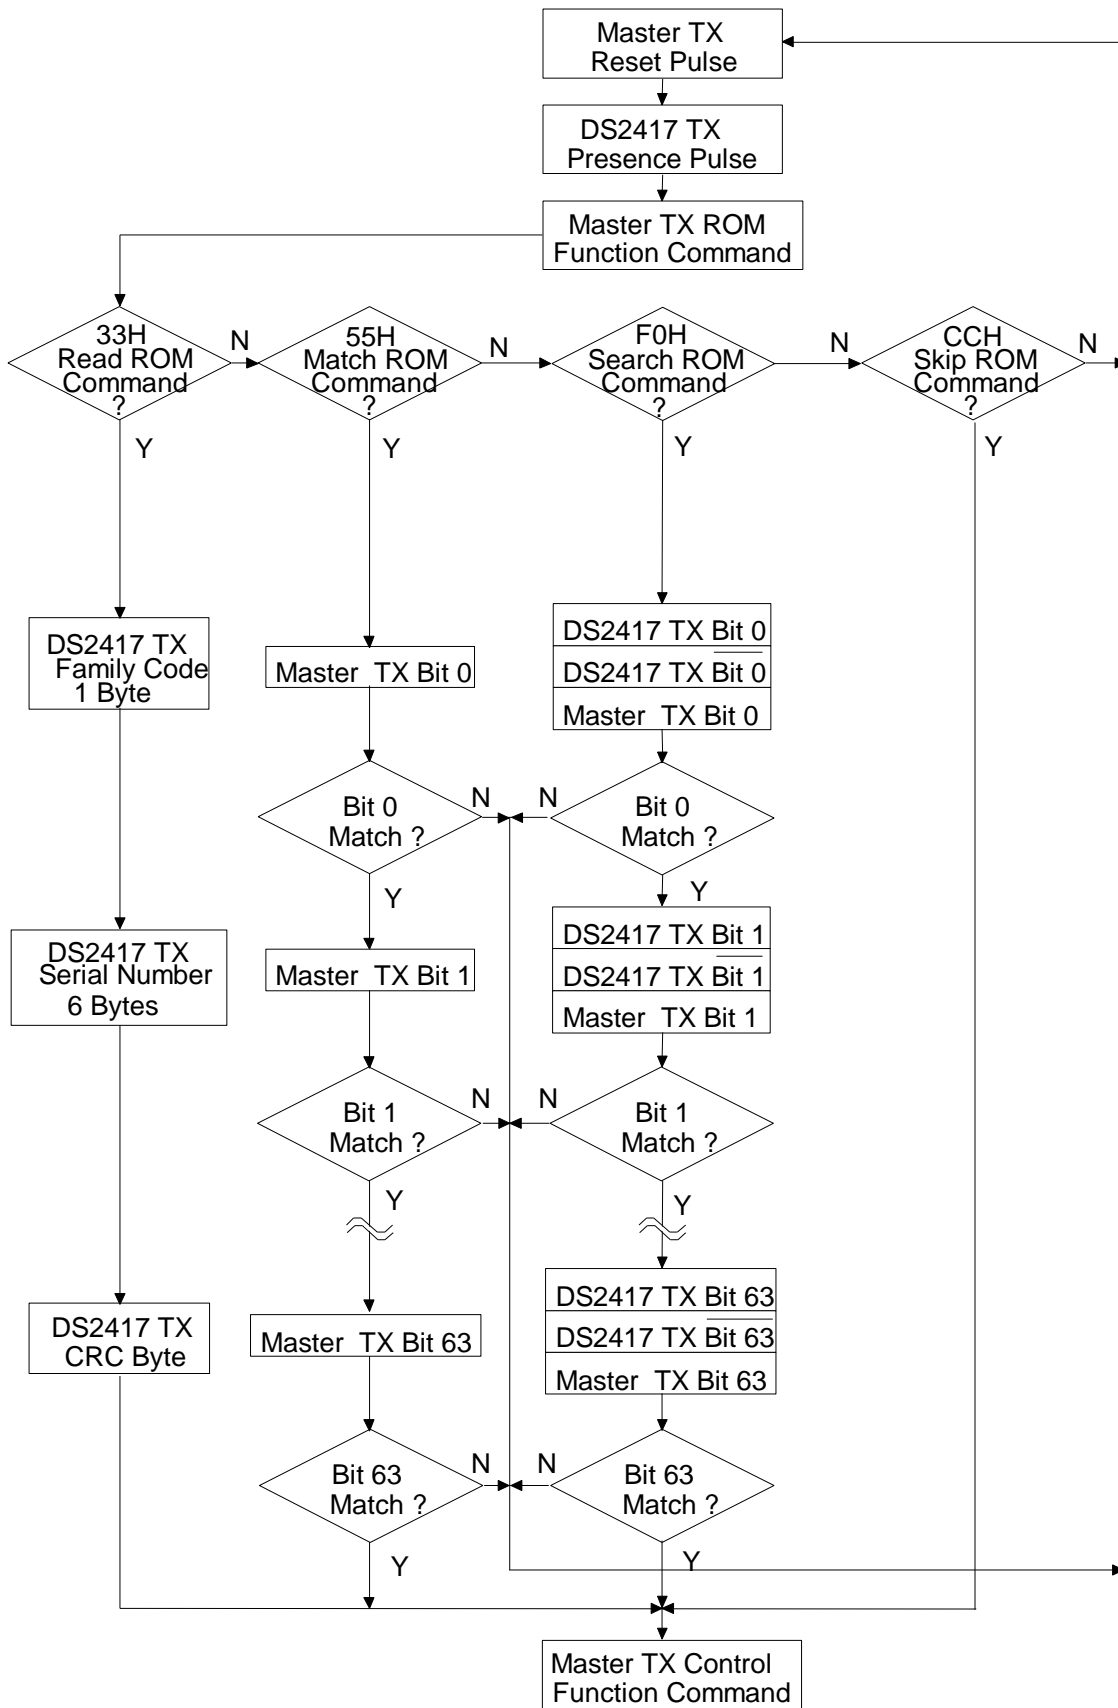 Master TX
Reset Pulse
DS2417 TX
Presence Pulse
Master TX ROM
Function Command
33H
Read ROM
Command
?
N
Y
55H
Match ROM
Command
?
N
Y
F0H
Search ROM
Command
?
N
Y
CCH
Skip ROM
Command
?
N
Y
DS2417 TX
Family Code
1 Byte
DS2417 TX
Serial Number
6 Bytes
DS2417 TX
CRC Byte
Master TX Bit 0
Bit 0
Match ?
N
Y
Master TX Bit 1
Bit 1
Match ?
N
Y
Master TX Bit 63
Bit 63
Match ?
N
Y
DS2417 TX Bit 0
DS2417 TX Bit 0
Master TX Bit 0
Bit 0
Match ?
N
Y
DS2417 TX Bit 1
DS2417 TX Bit 1
Master TX Bit 1
Bit 1
Match ?
N
Y
DS2417 TX Bit 63
DS2417 TX Bit 63
Master TX Bit 63
Bit 63
Match ?
N
Y
Master TX Control
Function Command